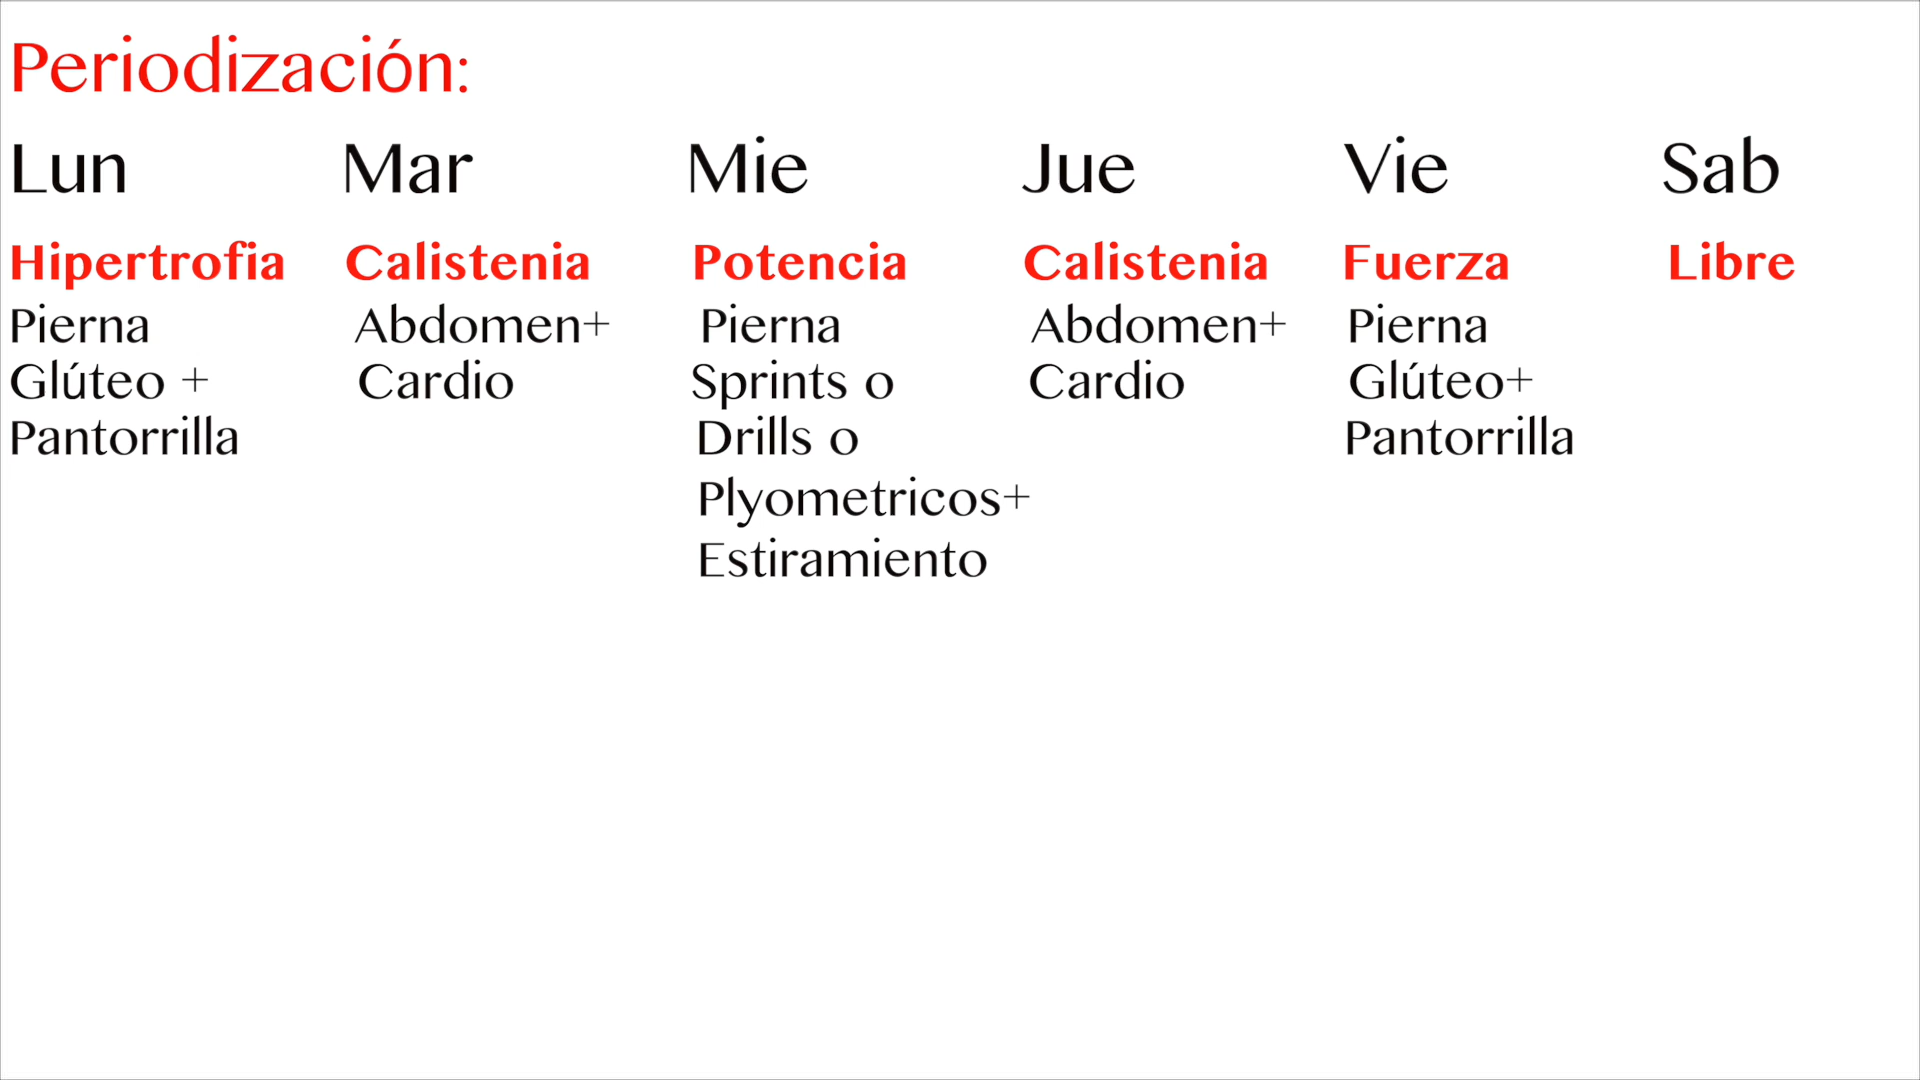 Periodización:
Lun
Mar
Mie
Jue
Vie
Sab
Hipertrofia
Pierna
Glúteo +
Pantorrilla
Calistenia
Abdomen+
Cardio
Potencia
Pierna
Sprints o
Drills o
Plyometricos+
Estiramiento
Calistenia
Abdomen+
Cardio
Fuerza
Pierna
Glúteo+
Pantorrilla
Libre